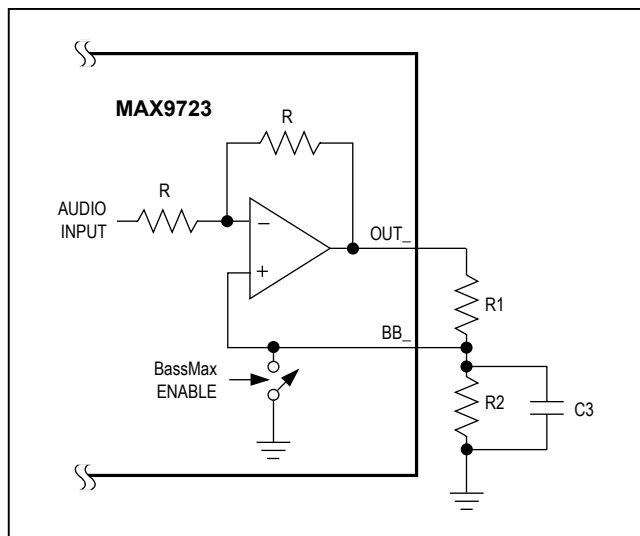 MAX9723
R
R
AUDIO
INPUT
−
+
OUT_
R1
BB_
BassMax
ENABLE
R2
C3